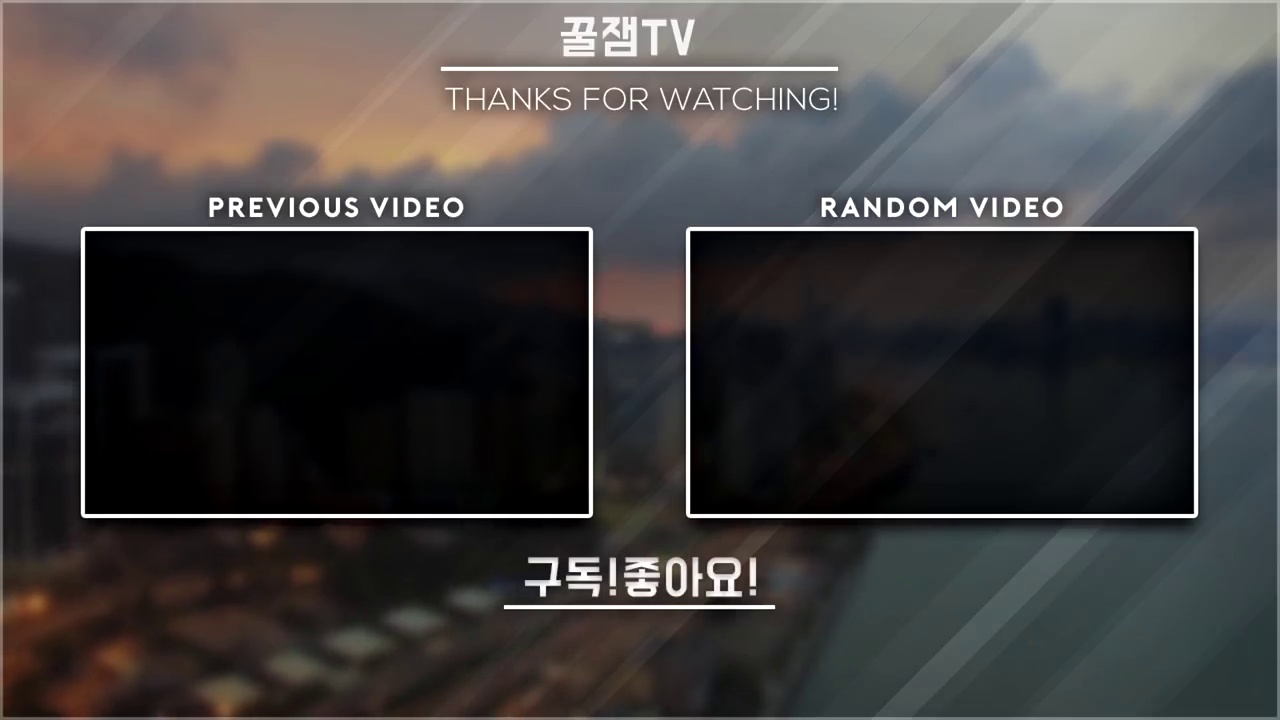 꿀잼TV
THANKS FOR WATCHING!
PREVIOUS VIDEO
RANDOM VIDEO
구독!좋아요!